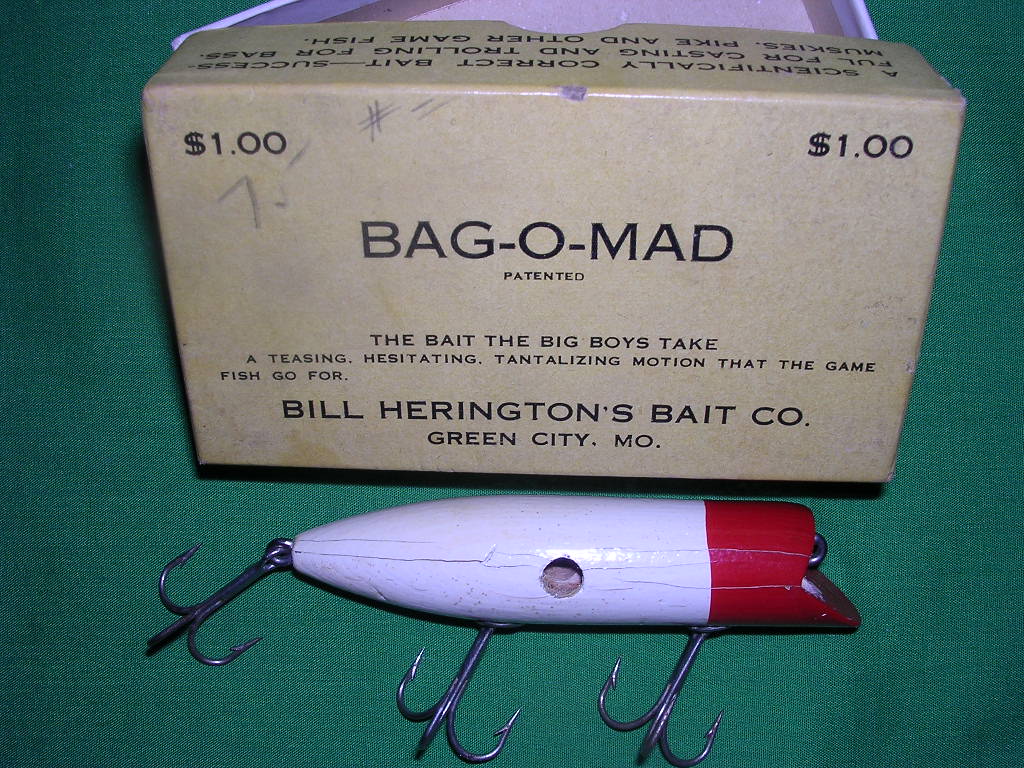 A SCIENTIFICALLY CORRECT BAIT—SUCCESS-
FUL FOR CASTING AND TROLLING FOR BASS,
MUSKIES, PIKE AND OTHER GAME FISH.
$1.00 $1.00
BAG-O-MAD
PATENTED
THE BAIT THE BIG BOYS TAKE
A TEASING, HESITATING, TANTALIZING MOTION THAT THE GAME
FISH GO FOR.
BILL HERINGTON'S BAIT CO.
GREEN CITY, MO.